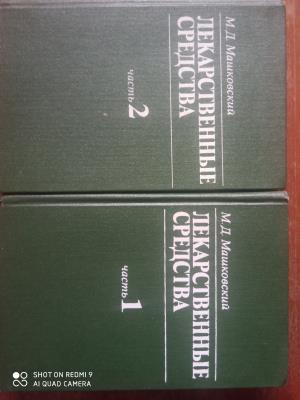 М. Д. Машковский
ЛЕКАРСТВЕННЫЕ
СРЕДСТВА
часть 2
М. Д. Машковский
ЛЕКАРСТВЕННЫЕ
СРЕДСТВА
часть 1
SHOT ON REDMI 9
AI QUAD CAMERA